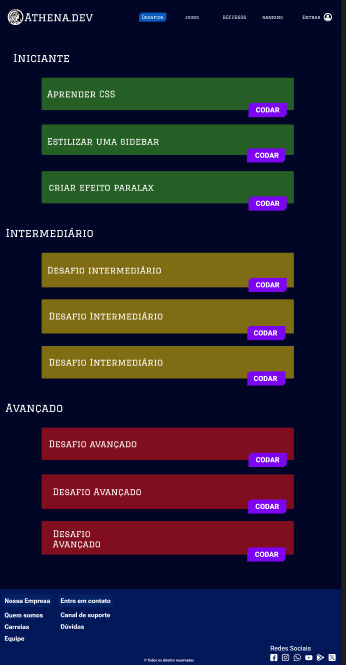 Athena.dev
Desafios jogos RECURSOS RANKING Entrar
Iniciante
Aprender CSS
CODAR
Estilizar uma sidebar
CODAR
criar efeito paralax
CODAR
Intermediário
Desafio intermediário
CODAR
Desafio Intermediário
CODAR
Desafio Intermediário
CODAR
Avançado
Desafio avançado
CODAR
Desafio Avançado
CODAR
Desafio
Avançado
CODAR
Nossa Empresa Entre em contato
Quem somos Canal de suporte
Carreias Dúvidas
Equipe
Redes Sociais
© Todos os direitos reservados